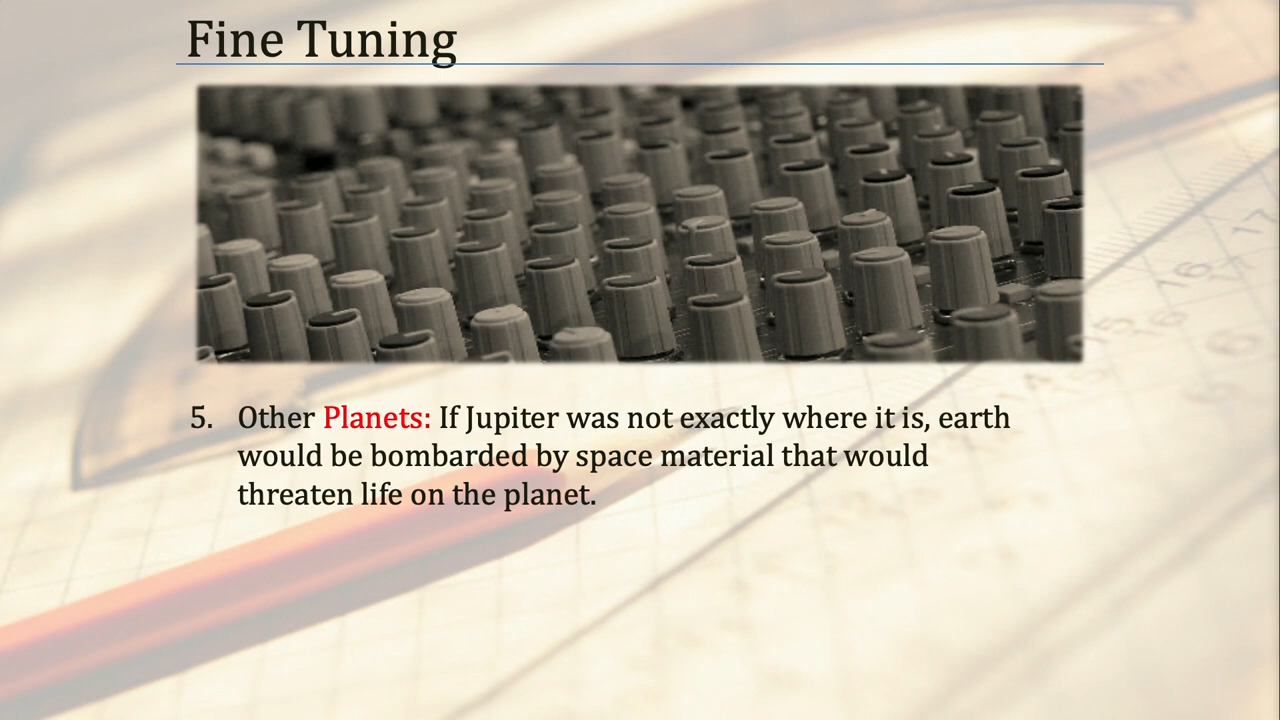 Fine Tuning
5. Other Planets: If Jupiter was not exactly where it is, earth
would be bombarded by space material that would
threaten life on the planet.